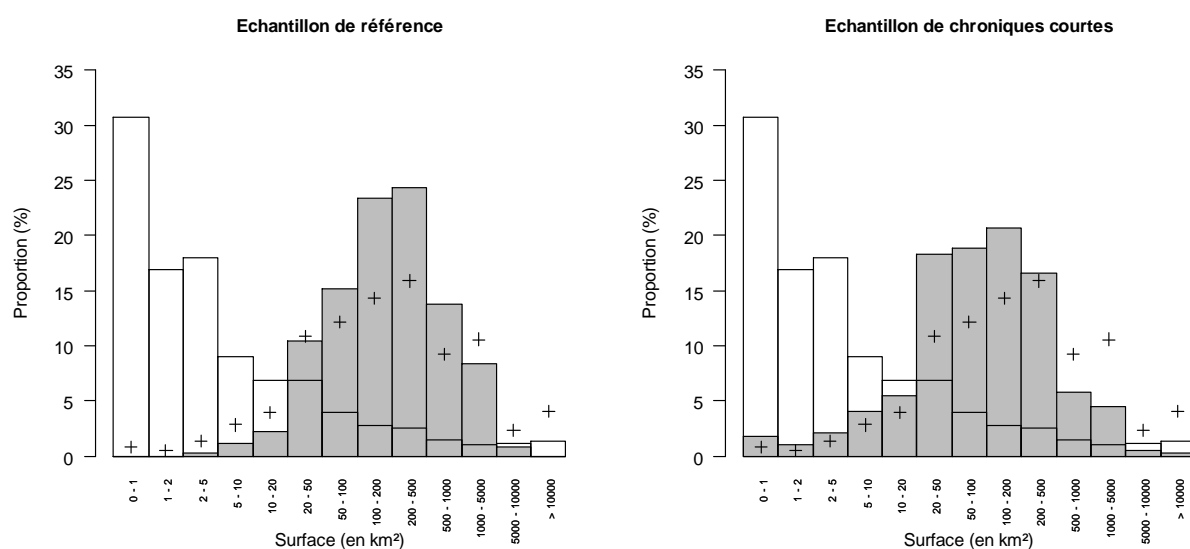 Echantillon de référence
Proportion (%)
35
30
25
20
15
10
5
0
0 - 1
1 - 2
2 - 5
5 - 10
10 - 20
20 - 50
50 - 100
100 - 200
200 - 500
500 - 1000
1000 - 5000
5000 - 10000
> 10000
Surface (en km²)
Echantillon de chroniques courtes
Proportion (%)
35
30
25
20
15
10
5
0
0 - 1
1 - 2
2 - 5
5 - 10
10 - 20
20 - 50
50 - 100
100 - 200
200 - 500
500 - 1000
1000 - 5000
5000 - 10000
> 10000
Surface (en km²)